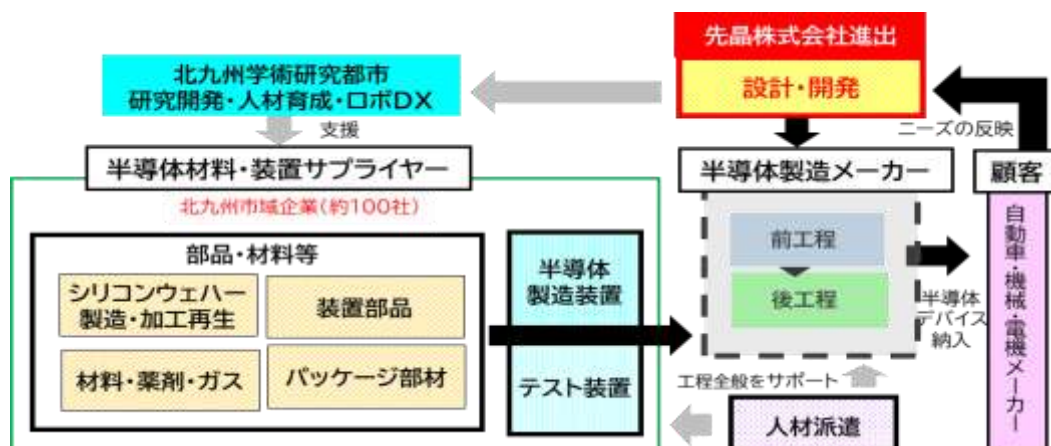 先晶株式会社進出
設計・開発
北九州学術研究都市
研究開発・人材育成・ロボDX
支援
ニーズの反映
半導体材料・装置サプライヤー
半導体製造メーカー
顧客
北九州市域企業(約100社)
部品・材料等
シリコンウェハー
製造・加工再生
装置部品
材料・薬剤・ガス
パッケージ部材
半導体
製造装置
テスト装置
前工程
後工程
半導体
デバイス
納入
自動車・機械・電機メーカー
工程全般をサポート
人材派遣